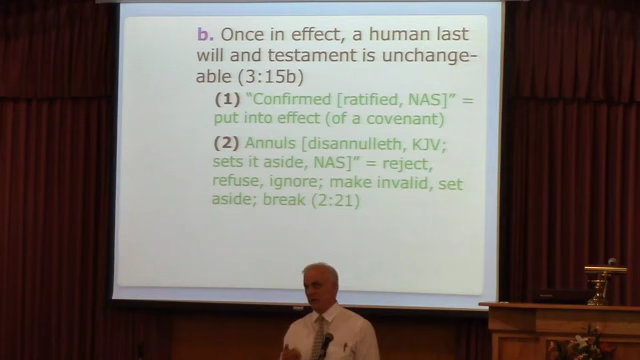 b. Once in effect, a human last
will and testament is unchange-
able (3:15b)
(1) “Confirmed [ratified, NAS]” =
put into effect (of a covenant)
(2) Annuls [disannulleth, KJV;
sets it aside, NAS]” = reject,
refuse, ignore; make invalid, set
aside; break (2:21)